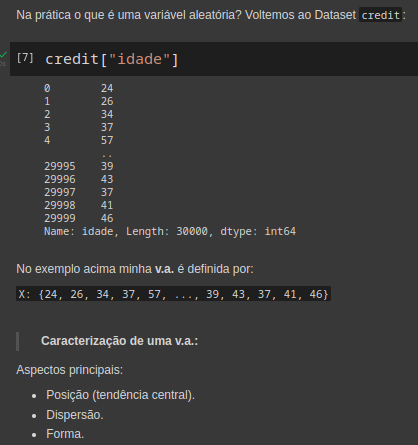 Na prática o que é uma variável aleatória? Voltemos ao Dataset credit:
[7] credit["idade"]
0 24
1 26
2 34
3 37
4 57
..
29995 39
29996 43
29997 37
29998 41
29999 46
Name: idade, Length: 30000, dtype: int64
No exemplo acima minha v.a. é definida por:
X: {24, 26, 34, 37, 57, ..., 39, 43, 37, 41, 46}
Caracterização de uma v.a.:
Aspectos principais:
• Posição (tendência central).
• Dispersão.
• Forma.